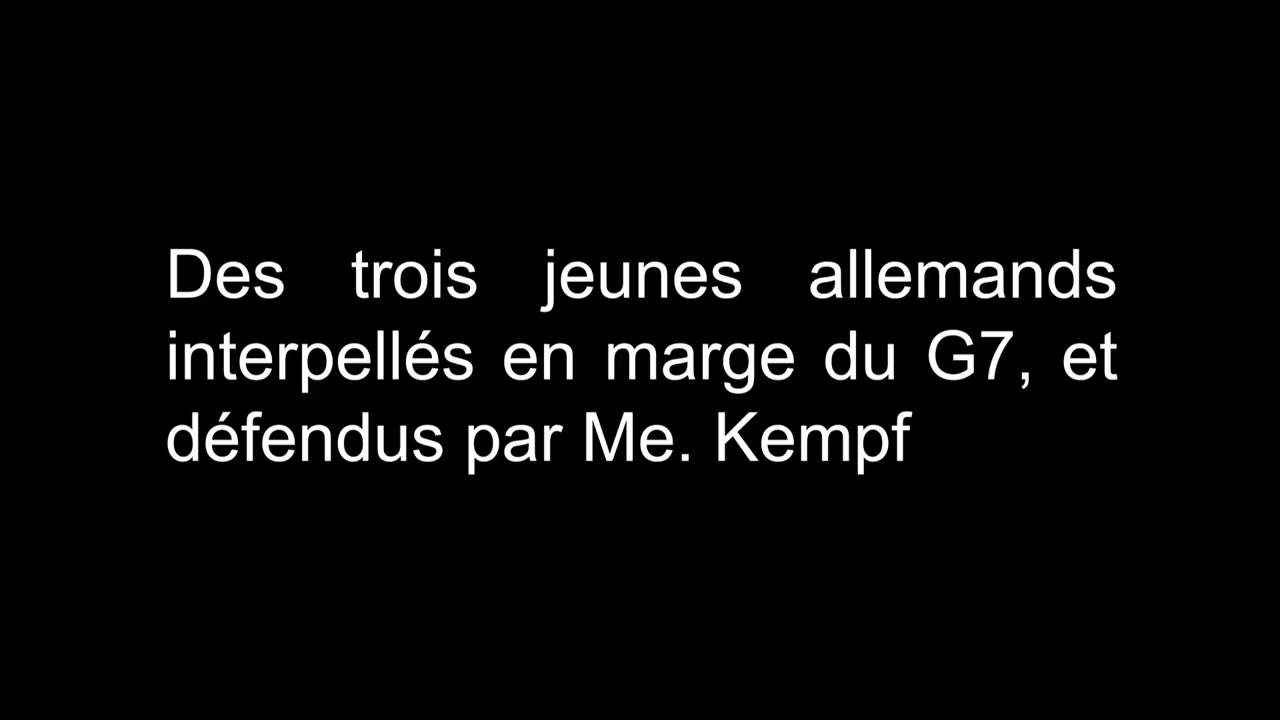 Des trois jeunes allemands
interpellés en marge du G7, et
défendus par Me. Kempf